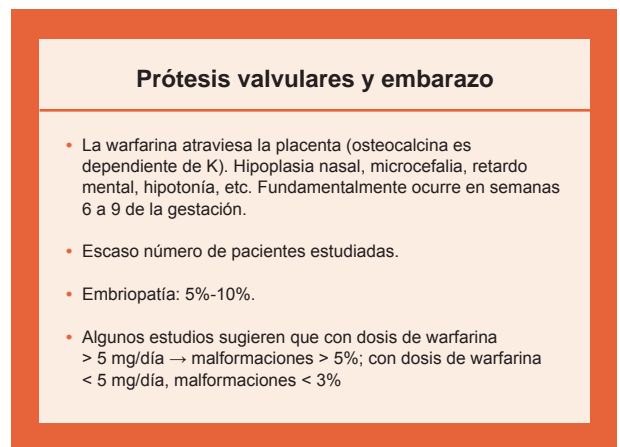 Prótesis valvulares y embarazo
• La warfarina atraviesa la placenta (osteocalcina es
dependiente de K). Hipoplasia nasal, microcefalia, retardo
mental, hipotonía, etc. Fundamentalmente ocurre en semanas
6 a 9 de la gestación.
• Escaso número de pacientes estudiadas.
• Embriopatía: 5%-10%.
• Algunos estudios sugieren que con dosis de warfarina
> 5 mg/día → malformaciones > 5%; con dosis de warfarina
< 5 mg/día, malformaciones < 3%